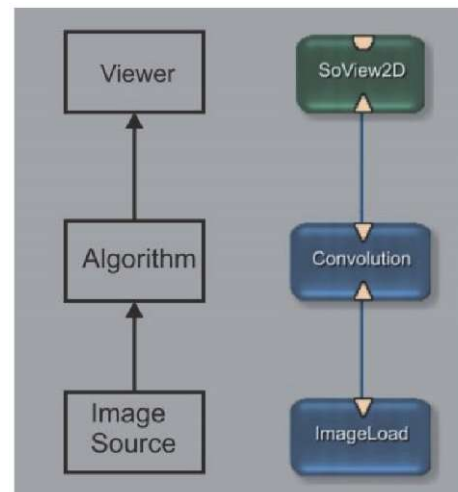 Viewer
SoView2D
Algorithm
Convolution
Image
Source
ImageLoad